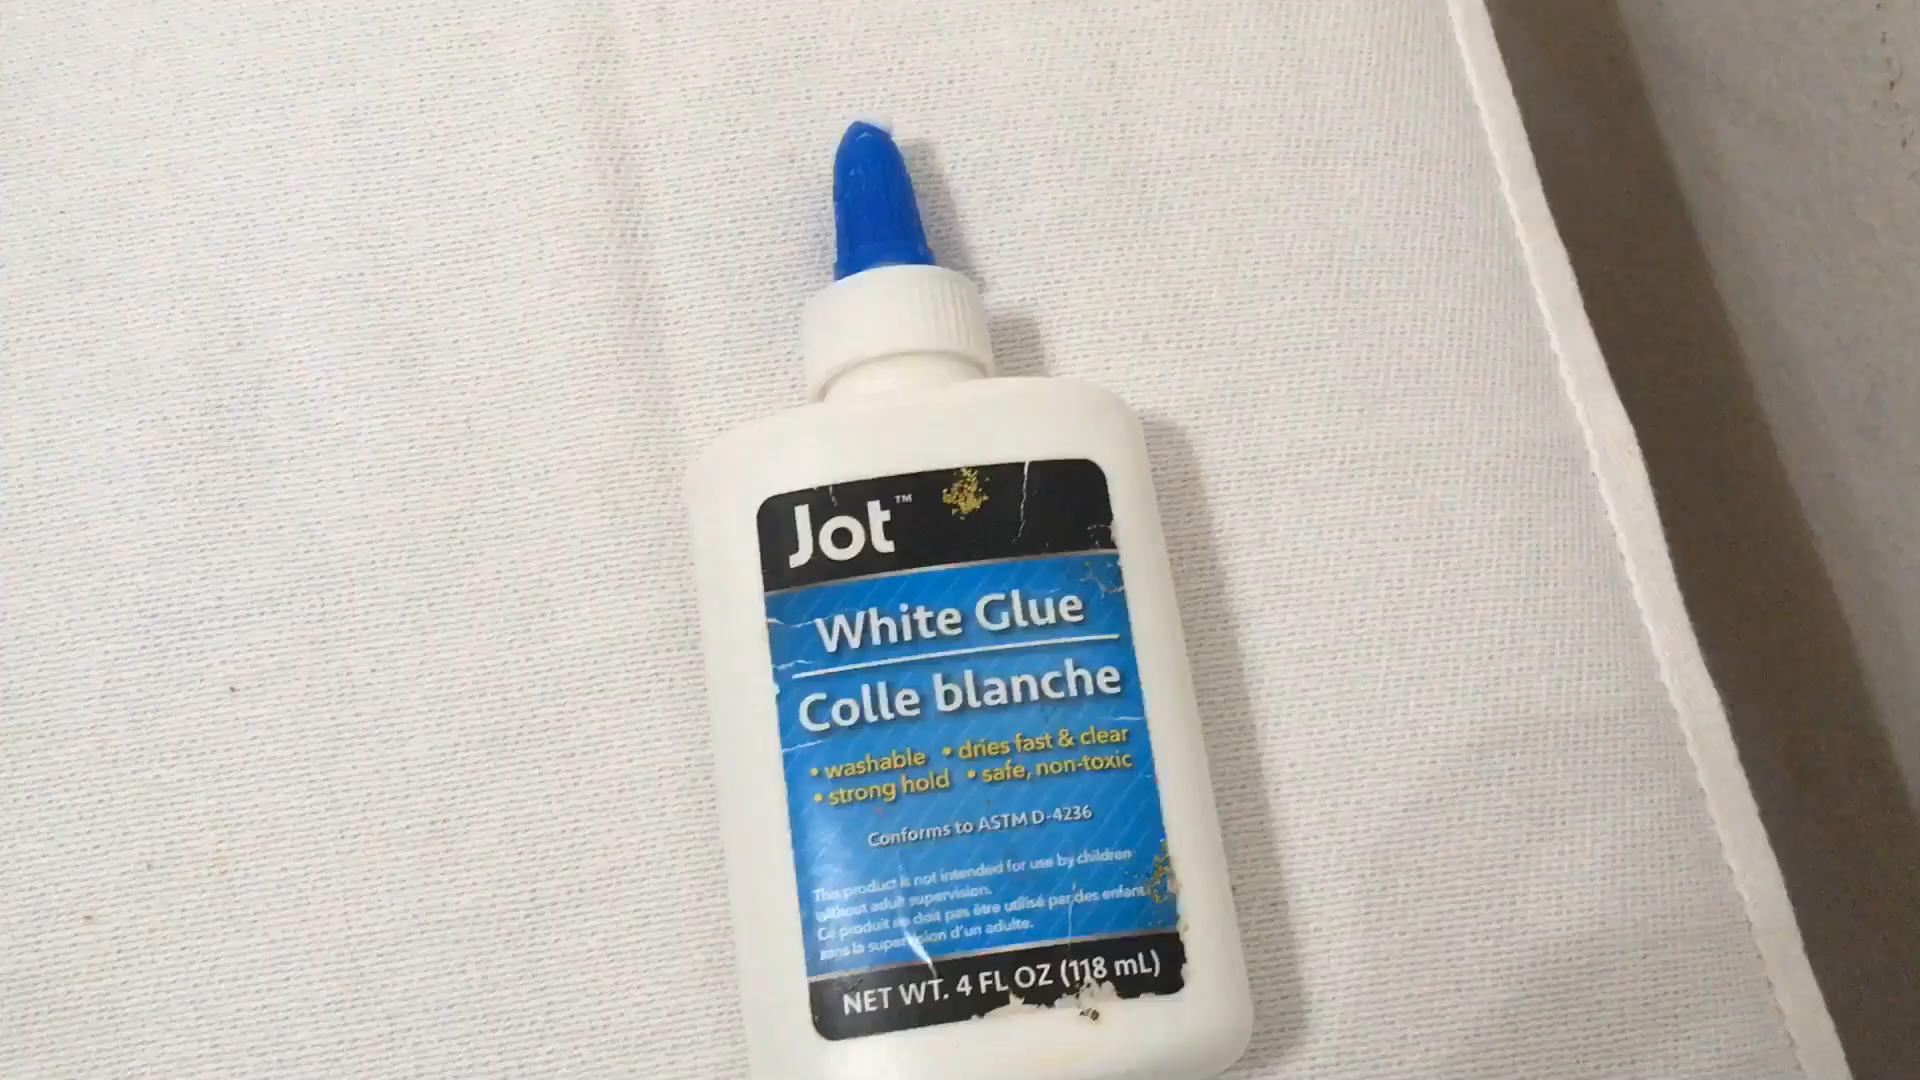 Jot™
White Glue
Colle blanche
• washable • dries fast & clear
• strong hold • safe, non-toxic
Conforms to ASTM D-4236
This product is not intended for use by children
without adult supervision.
Ce produit ne doit pas être utilisé par des enfant
sans la supervision d'un adulte.
NET WT. 4 FL OZ (118 mL)